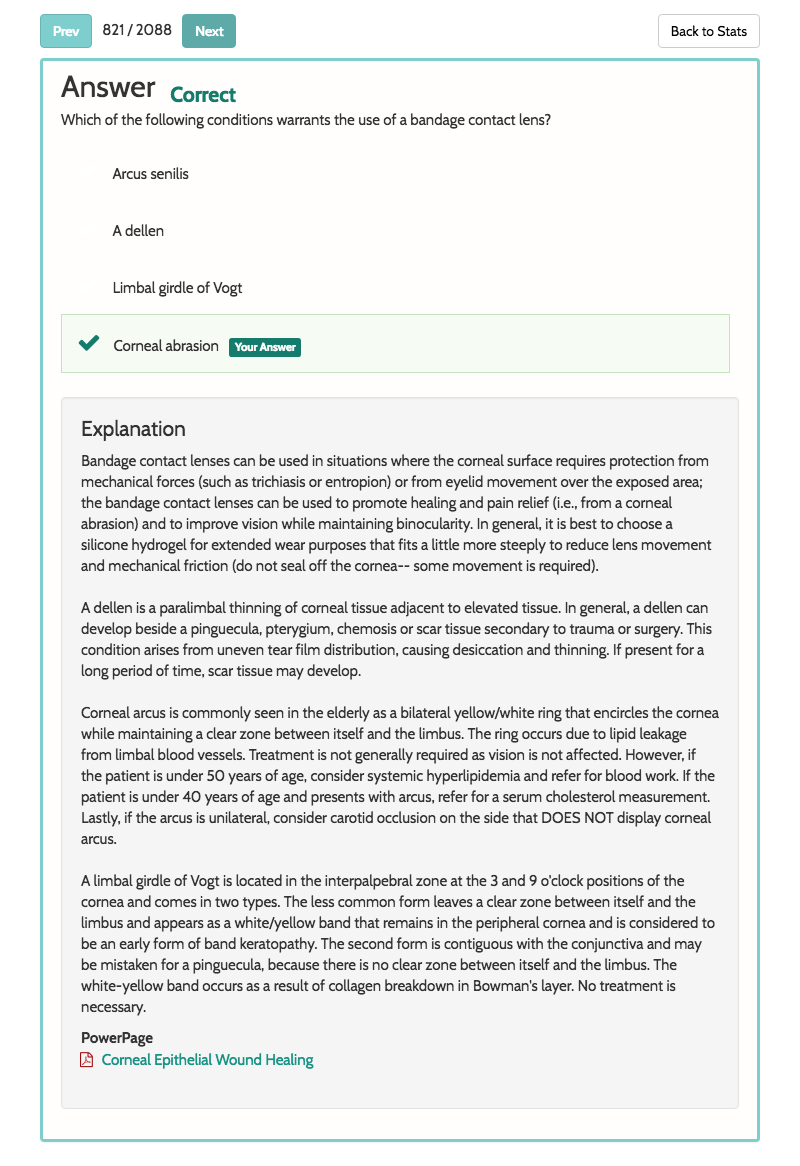 Prev 821 / 2088 Next Back to Stats
Answer Correct
Which of the following conditions warrants the use of a bandage contact lens?
Arcus senilis
A dellen
Limbal girdle of Vogt
Corneal abrasion Your Answer
Explanation
Bandage contact lenses can be used in situations where the corneal surface requires protection from
mechanical forces (such as trichiasis or entropion) or from eyelid movement over the exposed area;
the bandage contact lenses can be used to promote healing and pain relief (i.e., from a corneal
abrasion) and to improve vision while maintaining binocularity. In general, it is best to choose a
silicone hydrogel for extended wear purposes that fits a little more steeply to reduce lens movement
and mechanical friction (do not seal off the cornea-- some movement is required).
A dellen is a paralimbal thinning of corneal tissue adjacent to elevated tissue. In general, a dellen can
develop beside a pinguecula, pterygium, chemosis or scar tissue secondary to trauma or surgery. This
condition arises from uneven tear film distribution, causing desiccation and thinning. If present for a
long period of time, scar tissue may develop.
Corneal arcus is commonly seen in the elderly as a bilateral yellow/white ring that encircles the cornea
while maintaining a clear zone between itself and the limbus. The ring occurs due to lipid leakage
from limbal blood vessels. Treatment is not generally required as vision is not affected. However, if
the patient is under 50 years of age, consider systemic hyperlipidemia and refer for blood work. If the
patient is under 40 years of age and presents with arcus, refer for a serum cholesterol measurement.
Lastly, if the arcus is unilateral, consider carotid occlusion on the side that DOES NOT display corneal
arcus.
A limbal girdle of Vogt is located in the interpalpebral zone at the 3 and 9 o'clock positions of the
cornea and comes in two types. The less common form leaves a clear zone between itself and the
limbus and appears as a white/yellow band that remains in the peripheral cornea and is considered to
be an early form of band keratopathy. The second form is contiguous with the conjunctiva and may
be mistaken for a pinguecula, because there is no clear zone between itself and the limbus. The
white-yellow band occurs as a result of collagen breakdown in Bowman's layer. No treatment is
necessary.
PowerPage
Corneal Epithelial Wound Healing